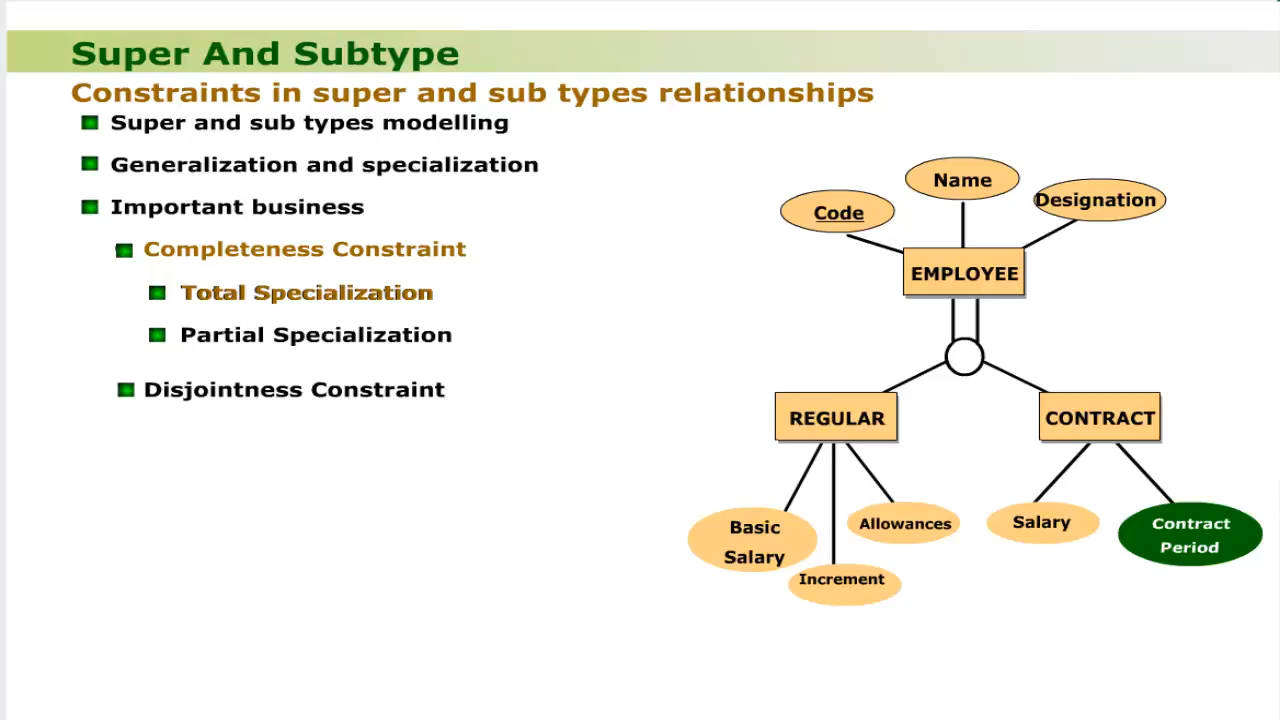 Super And Subtype
Constraints in super and sub types relationships
Super and sub types modelling
Generalization and specialization
Important business
Completeness Constraint
Total Specialization
Partial Specialization
Disjointness Constraint
Name
Code
Designation
EMPLOYEE
REGULAR
CONTRACT
Basic
Salary
Increment
Allowances
Salary
Contract
Period